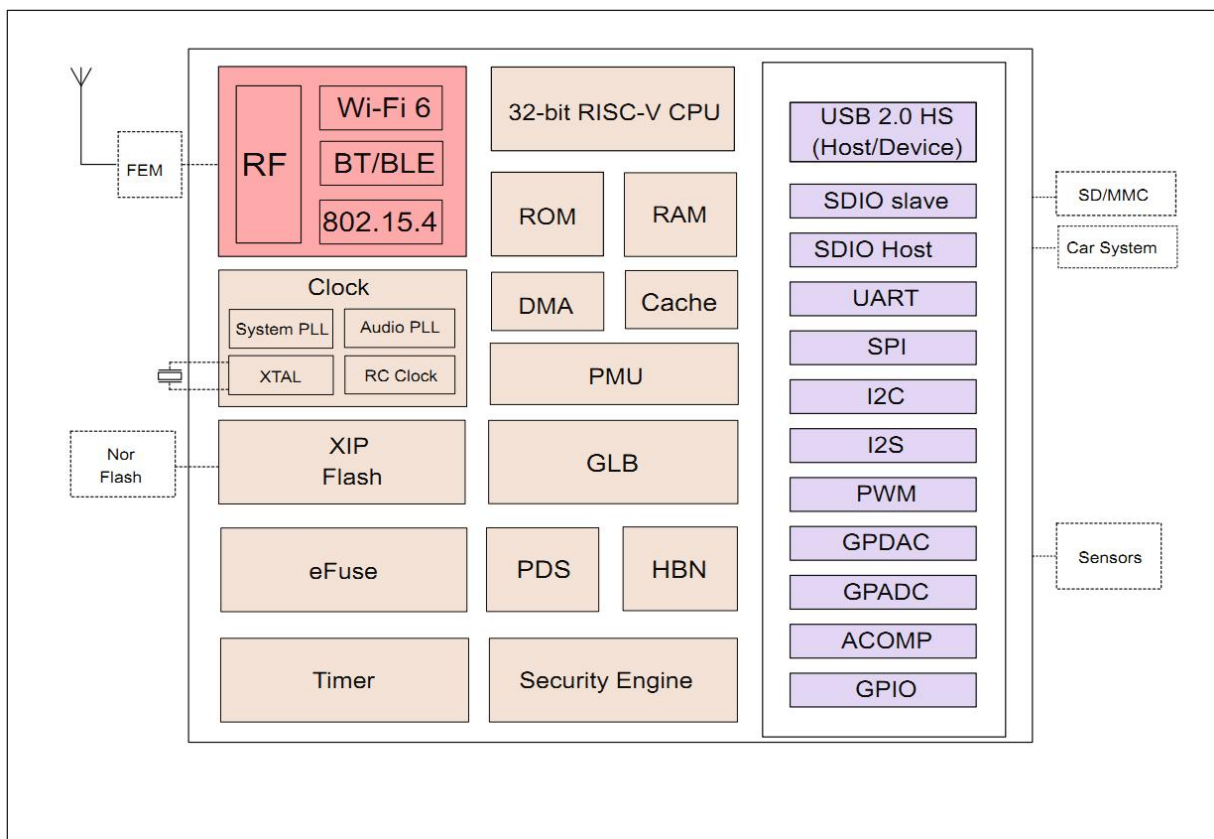 FEM
RF
Wi-Fi 6
BT/BLE
802.15.4
Clock
System PLL
Audio PLL
XTAL
RC Clock
Nor
Flash
XIP
Flash
eFuse
Timer
32-bit RISC-V CPU
ROM
RAM
DMA
Cache
PMU
GLB
PDS
HBN
Security Engine
USB 2.0 HS
(Host/Device)
SDIO slave
SDIO Host
UART
SPI
I2C
I2S
PWM
GPDAC
GPADC
ACOMP
GPIO
SD/MMC
Car System
Sensors